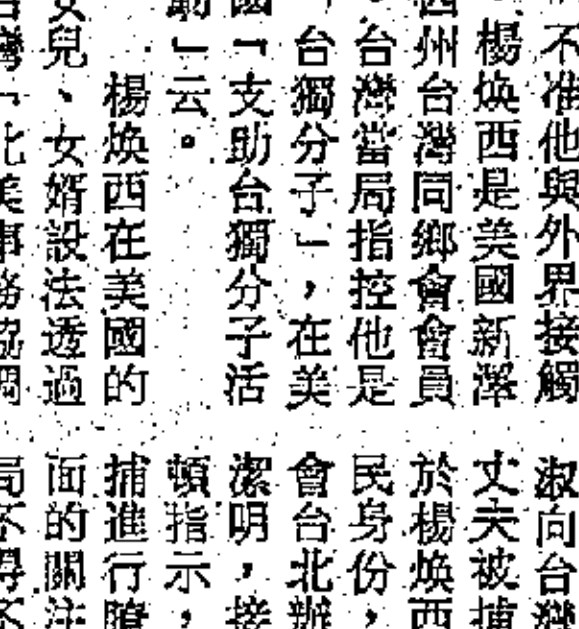 不准他與外界接觸
。楊煥西是美國新澤
西州台灣同鄉會會員
。台灣當局指控他是
「台獨分子」，在美
國「支助台獨分子活
動」云。
楊煥西在美國的
女兒、女婿設法透過
台灣「北美事務協調
淑向台灣
丈夫被捕
於楊煥西
民身份，
會台北辦
潔明，接
頓指示，
捕進行瞭
面的關注
局不得不